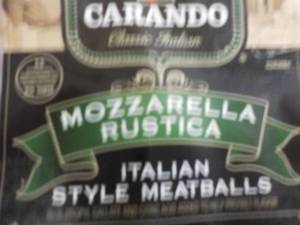 CARANDO
Classic Italian
MOZZARELLA
RUSTICA
ITALIAN
STYLE MEATBALLS